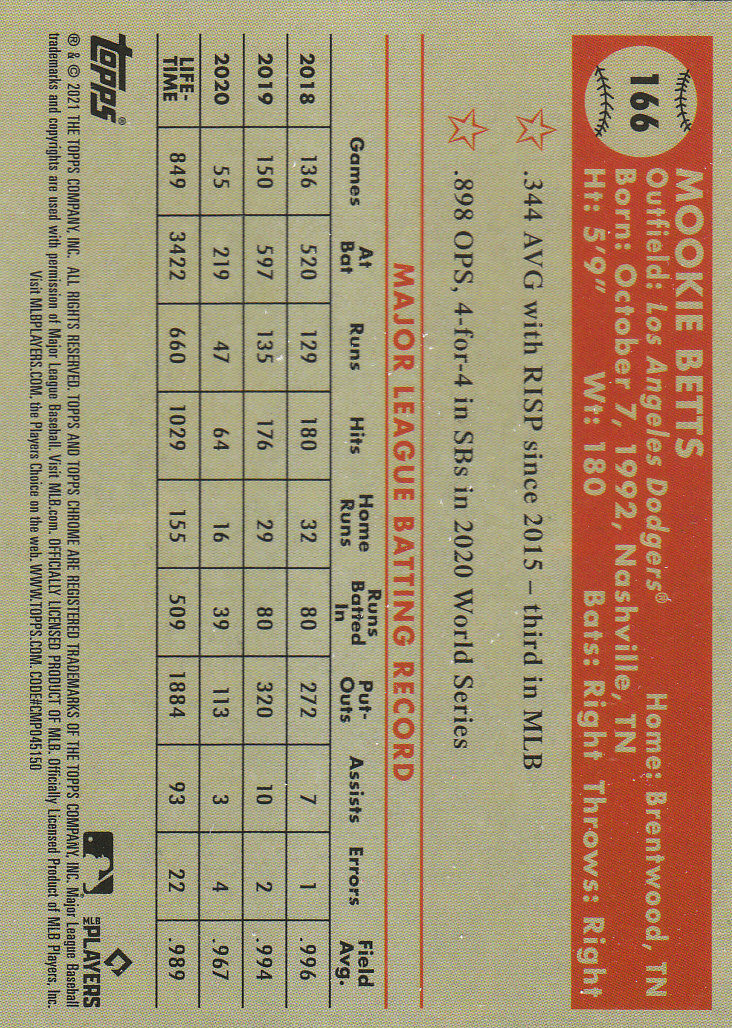 166
MOOKIE BETTS
Outfield: Los Angeles Dodgers® Home: Brentwood, TN
Born: October 7, 1992, Nashville, TN
Ht: 5'9" Wt: 180 Bats: Right Throws: Right
.344 AVG with RISP since 2015 – third in MLB
.898 OPS, 4-for-4 in SBs in 2020 World Series
MAJOR LEAGUE BATTING RECORD
Games At Bat Runs Hits Home Runs Runs Batted In Put-Outs Assists Errors Field Avg.
2018 136 520 129 180 32 80 272 7 1 .996
2019 150 597 135 176 29 80 320 10 2 .994
2020 55 219 47 64 16 39 113 3 4 .967
LIFE-TIME 849 3422 660 1029 155 509 1884 93 22 .989
topps®
MLB PLAYERS
® & © 2021 THE TOPPS COMPANY, INC. ALL RIGHTS RESERVED. TOPPS AND TOPPS CHROME ARE REGISTERED TRADEMARKS OF THE TOPPS COMPANY, INC. Major League Baseball
trademarks and copyrights are used with permission of Major League Baseball. Visit MLB.com. OFFICIALLY LICENSED PRODUCT OF MLB. Officially Licensed Product of MLB Players, Inc.
Visit MLBPLAYERS.COM, the Players Choice on the web. WWW.TOPPS.COM. CODE#CMP045150